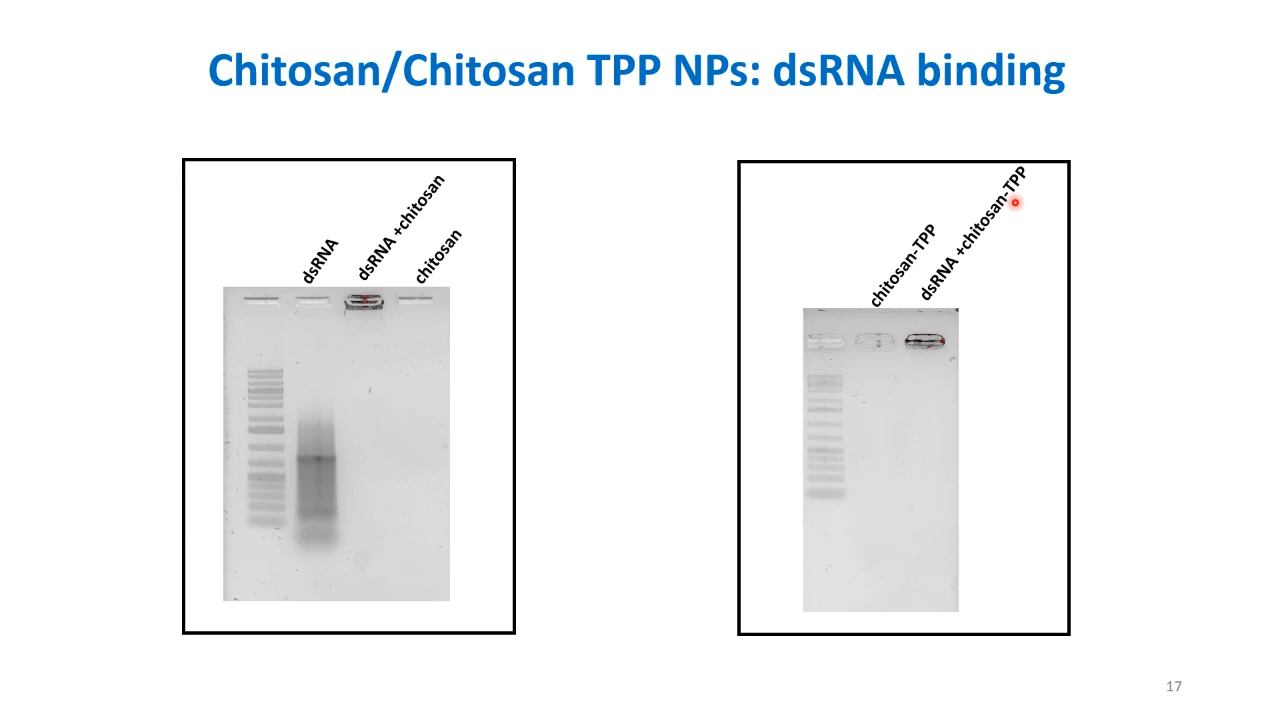 Chitosan/Chitosan TPP NPs: dsRNA binding
dsRNA
dsRNA +chitosan
chitosan
chitosan-TPP
dsRNA +chitosan-TPP
17